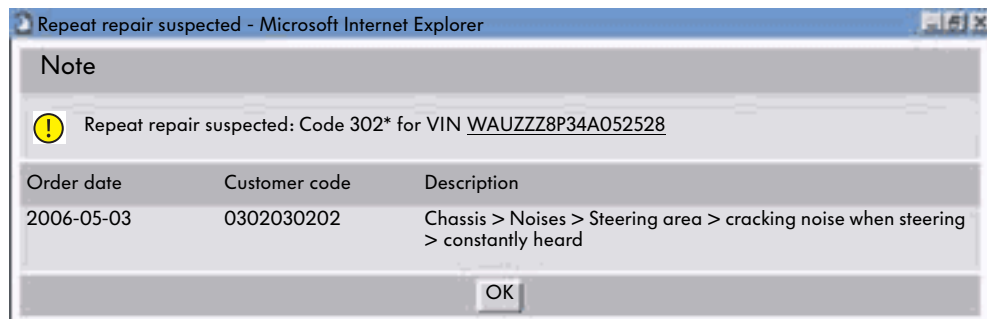 Repeat repair suspected - Microsoft Internet Explorer
Note
Repeat repair suspected: Code 302* for VIN WAUZZZ8P34A052528
Order date Customer code Description
2006-05-03 0302030202 Chassis > Noises > Steering area > cracking noise when steering
> constantly heard
OK